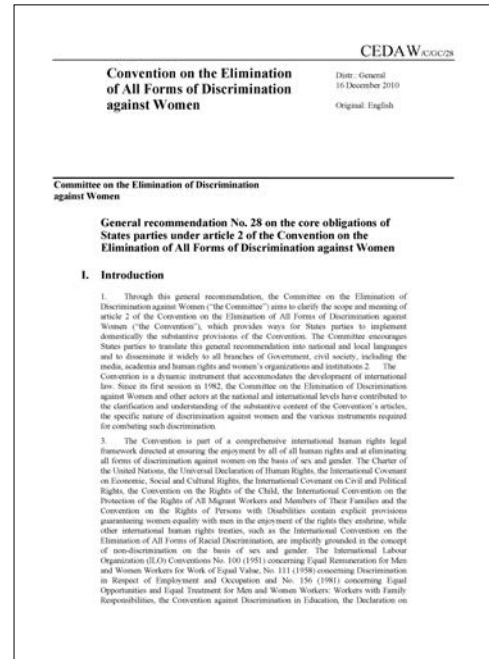 CEDAW/C/GC/28
Convention on the Elimination
of All Forms of Discrimination
against Women
Distr.: General
16 December 2010
Original: English
Committee on the Elimination of Discrimination
against Women
General recommendation No. 28 on the core obligations of
States parties under article 2 of the Convention on the
Elimination of All Forms of Discrimination against Women
I. Introduction
1. Through this general recommendation, the Committee on the Elimination of
Discrimination against Women (“the Committee”) aims to clarify the scope and meaning of
article 2 of the Convention on the Elimination of All Forms of Discrimination against
Women (“the Convention”), which provides ways for States parties to implement
domestically the substantive provisions of the Convention. The Committee encourages
States parties to translate this general recommendation into national and local languages
and to disseminate it widely to all branches of Government, civil society, including the
media, academia and human rights and women’s organizations and institutions.2 The
Convention is a dynamic instrument that accommodates the development of international
law. Since its first session in 1982, the Committee on the Elimination of Discrimination
against Women and other actors at the national and international levels have contributed to
the clarification and understanding of the substantive content of the Convention’s articles,
the specific nature of discrimination against women and the various instruments required
for combating such discrimination.
3. The Convention is part of a comprehensive international human rights legal
framework directed at ensuring the enjoyment by all of all human rights and at eliminating
all forms of discrimination against women on the basis of sex and gender. The Charter of
the United Nations, the Universal Declaration of Human Rights, the International Covenant
on Economic, Social and Cultural Rights, the International Covenant on Civil and Political
Rights, the Convention on the Rights of the Child, the International Convention on the
Protection of the Rights of All Migrant Workers and Members of Their Families and the
Convention on the Rights of Persons with Disabilities contain explicit provisions
guaranteeing women equality with men in the enjoyment of the rights they enshrine, while
other international human rights treaties, such as the International Convention on the
Elimination of All Forms of Racial Discrimination, are implicitly grounded in the concept
of non-discrimination on the basis of sex and gender. The International Labour
Organization (ILO) Conventions No. 100 (1951) concerning Equal Remuneration for Men
and Women Workers for Work of Equal Value, No. 111 (1958) concerning Discrimination
in Respect of Employment and Occupation and No. 156 (1981) concerning Equal
Opportunities and Equal Treatment for Men and Women Workers: Workers with Family
Responsibilities, the Convention against Discrimination in Education, the Declaration on